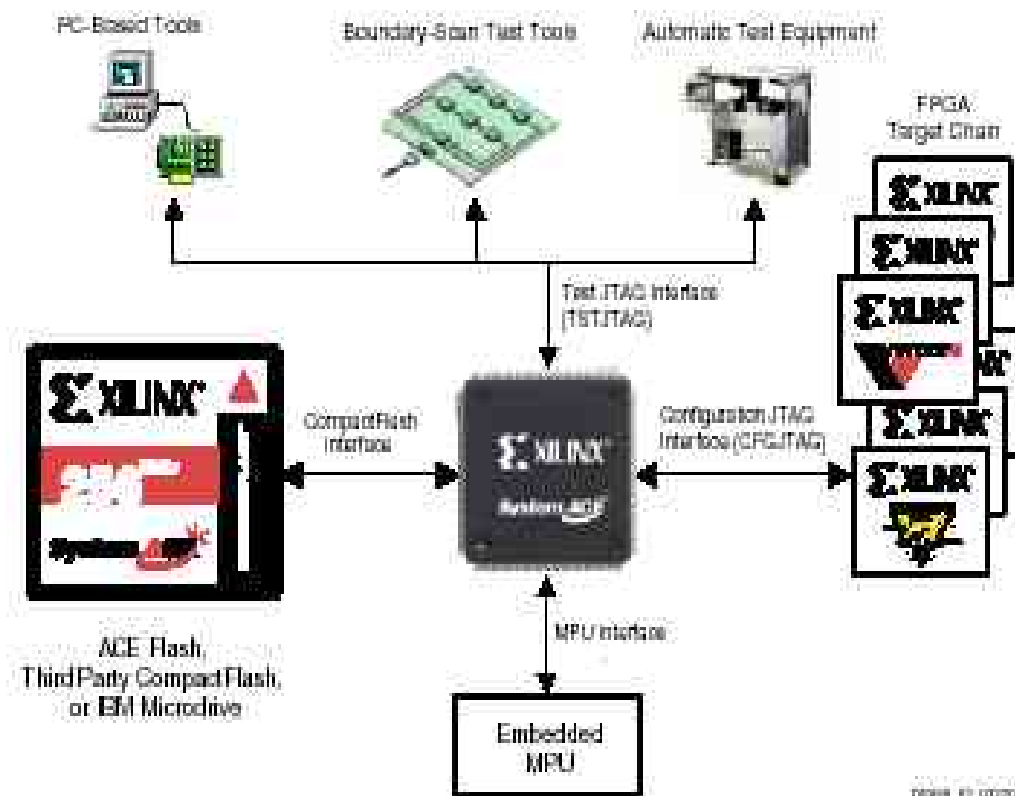 PC-Based Tools
Boundary-Scan Test Tools
Automatic Test Equipment
FPGA
Target Chain
XILINX
XILINX
XILINX
Test JTAG Interface
(TSTJTAG)
XILINX
CompactFlash
Interface
XILINX
System ACE
Configuration JTAG
Interface (CFGJTAG)
XILINX
System
MPU Interface
ACE Flash,
Third Party CompactFlash,
or IBM Microdrive
Embedded
MPU